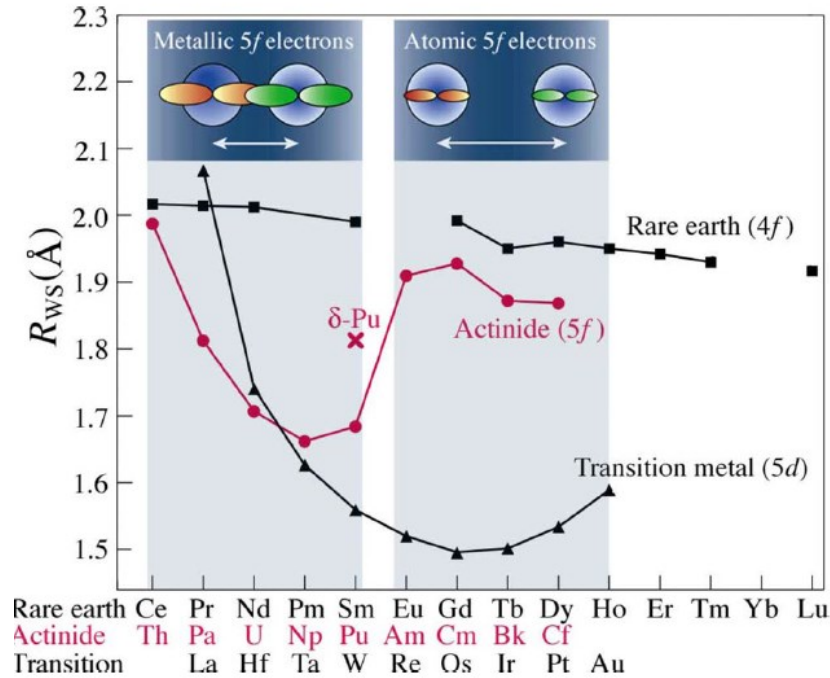 2.3
Metallic 5f electrons
Atomic 5f electrons
2.2
2.1
2.0
1.9
1.8
1.7
1.6
1.5
R_WS(Å)
Rare earth (4f)
δ-Pu
Actinide (5f)
Transition metal (5d)
Rare earth Ce Pr Nd Pm Sm Eu Gd Tb Dy Ho Er Tm Yb Lu
Actinide Th Pa U Np Pu Am Cm Bk Cf
Transition La Hf Ta W Re Os Ir Pt Au